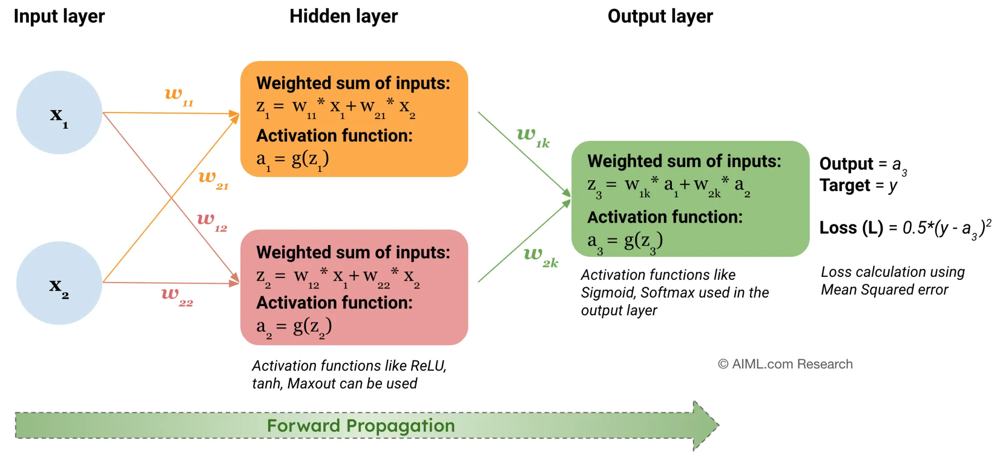 Input layer
Hidden layer
Output layer
x₁
x₂
w₁₁
w₂₁
w₁₂
w₂₂
Weighted sum of inputs:
z₁ = w₁₁* x₁+w₂₁* x₂
Activation function:
a₁ = g(z₁)
Weighted sum of inputs:
z₂ = w₁₂* x₁+w₂₂* x₂
Activation function:
a₂ = g(z₂)
Activation functions like ReLU,
tanh, Maxout can be used
w₁ₖ
w₂ₖ
Weighted sum of inputs:
z₃ = w₁ₖ* a₁+w₂ₖ* a₂
Activation function:
a₃ = g(z₃)
Activation functions like
Sigmoid, Softmax used in the
output layer
Output = a₃
Target = y
Loss (L) = 0.5*(y - a₃)²
Loss calculation using
Mean Squared error
© AIML.com Research
Forward Propagation